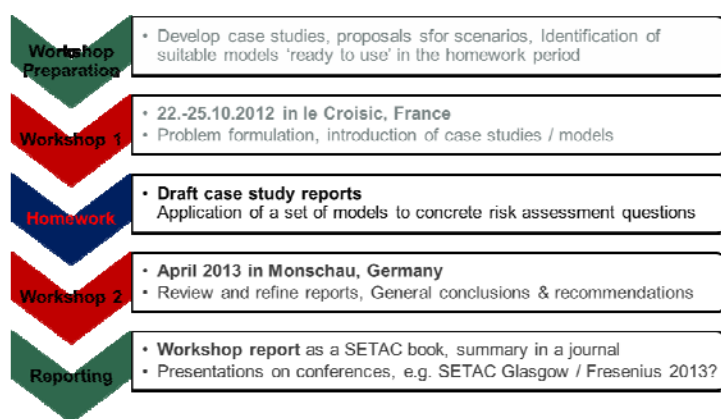 Workshop
Preparation
• Develop case studies, proposals sfor scenarios, Identification of
suitable models ‘ready to use’ in the homework period
Workshop 1
• 22.-25.10.2012 in le Croisic, France
• Problem formulation, introduction of case studies / models
Homework
• Draft case study reports
Application of a set of models to concrete risk assessment questions
Workshop 2
• April 2013 in Monschau, Germany
• Review and refine reports, General conclusions & recommendations
Reporting
• Workshop report as a SETAC book, summary in a journal
• Presentations on conferences, e.g. SETAC Glasgow / Fresenius 2013?